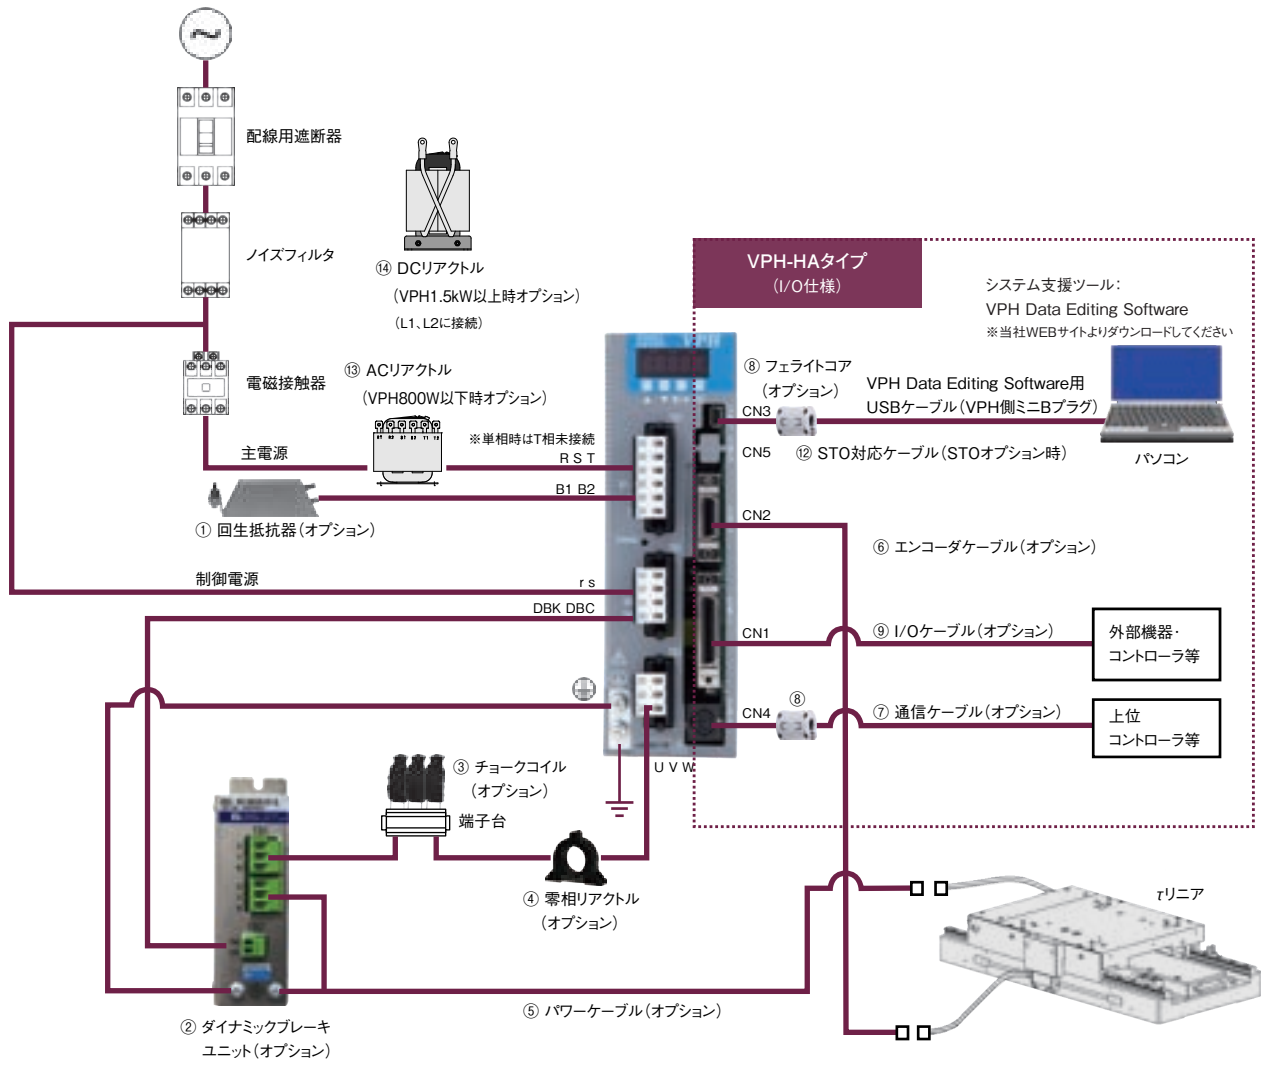 配線用遮断器
ノイズフィルタ
⑭ DCリアクトル
(VPH1.5kW以上時オプション)
(L1、L2に接続)
VPH-HAタイプ
(I/O仕様)
システム支援ツール：
VPH Data Editing Software
※当社WEBサイトよりダウンロードしてください
電磁接触器
⑬ ACリアクトル
(VPH800W以下時オプション)
⑧ フェライトコア
(オプション)
VPH Data Editing Software用
USBケーブル(VPH側ミニBプラグ)
CN3
主電源
※単相時はT相未接続
R S T
CN5
⑫ STO対応ケーブル(STOオプション時)
パソコン
B1 B2
① 回生抵抗器(オプション)
CN2
⑥ エンコーダケーブル(オプション)
制御電源
r s
DBK DBC
CN1
⑨ I/Oケーブル(オプション)
外部機器・
コントローラ等
CN4
⑧
⑦ 通信ケーブル(オプション)
上位
コントローラ等
U V W
③ チョークコイル
(オプション)
端子台
④ 零相リアクトル
(オプション)
τリニア
⑤ パワーケーブル(オプション)
② ダイナミックブレーキ
ユニット(オプション)